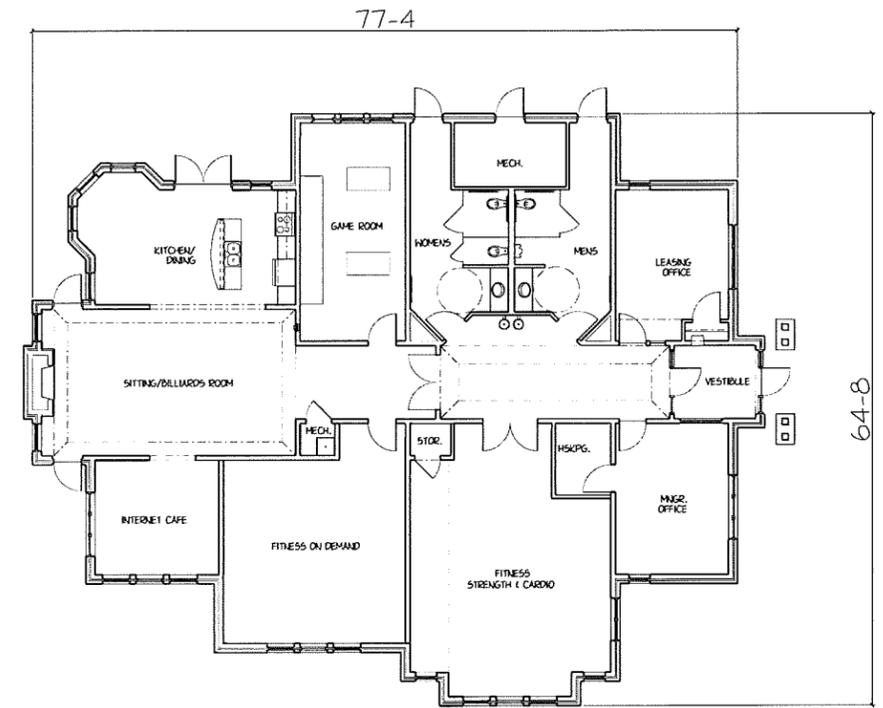 77-4
MECH.
GAME ROOM
WOMENS
KITCHEN/
DINING
MENS
LEASING
OFFICE
SITTING/BILLIARDS ROOM
VESTIBULE
64-8
MECH.
STOR.
HSKPG.
MNGR.
OFFICE
INTERNET CAFE
FITNESS ON DEMAND
FITNESS
STRENGTH & CARDIO